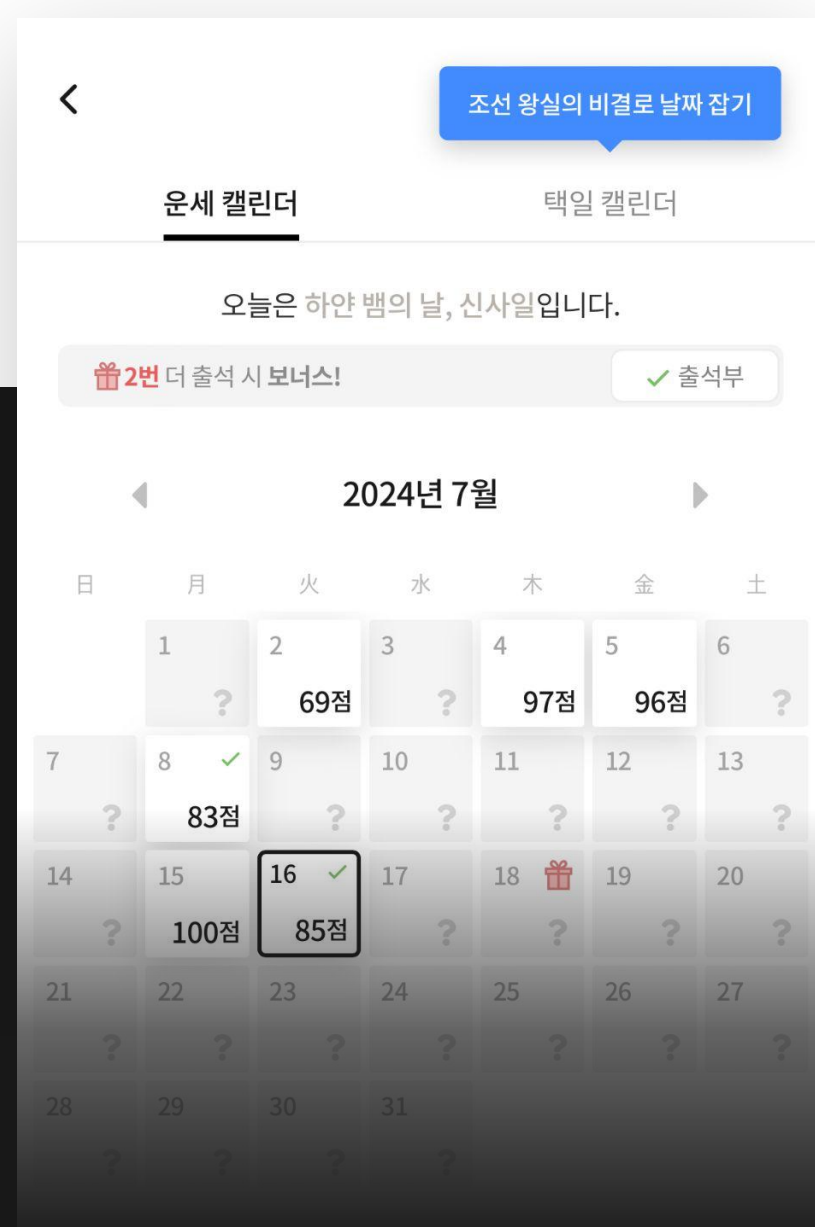 조선 왕실의 비결로 날짜 잡기
운세 캘린더 택일 캘린더
오늘은 하얀 뱀의 날, 신사일입니다.
2번 더 출석 시 보너스! 출석부
2024년 7월
日 月 火 水 木 金 土
1 2 3 4 5 6
? 69점 ? 97점 96점 ?
7 8 9 10 11 12 13
? 83점 ? ? ? ? ?
14 15 16 17 18 19 20
? 100점 85점 ? ? ? ?
21 22 23 24 25 26 27
? ? ? ? ? ? ?
28 29 30 31
? ? ? ?